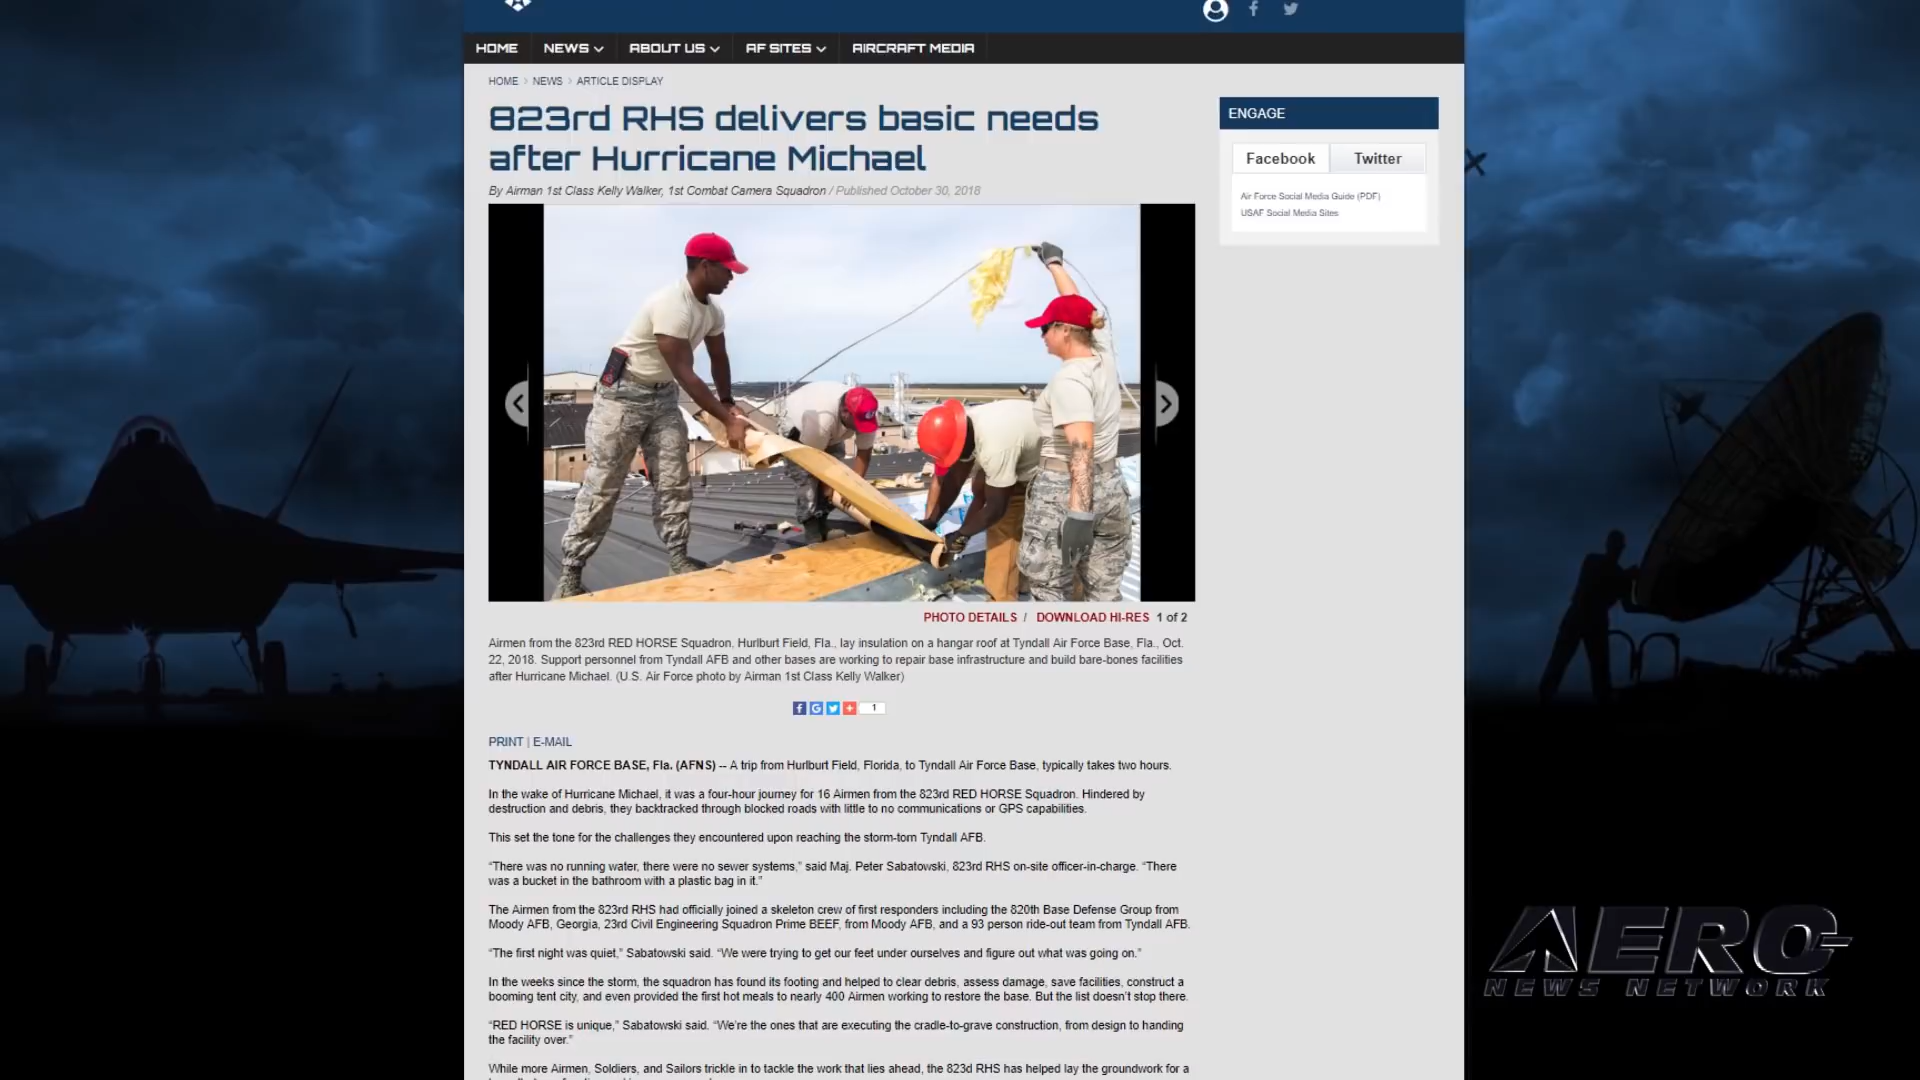 HOME NEWS ABOUT US AF SITES AIRCRAFT MEDIA
HOME > NEWS > ARTICLE DISPLAY
823rd RHS delivers basic needs
after Hurricane Michael
By Airman 1st Class Kelly Walker, 1st Combat Camera Squadron / Published October 30, 2018
ENGAGE
Facebook Twitter
Air Force Social Media Guide (PDF)
USAF Social Media Sites
PHOTO DETAILS / DOWNLOAD HI-RES 1 of 2
Airmen from the 823rd RED HORSE Squadron, Hurlburt Field, Fla., lay insulation on a hangar roof at Tyndall Air Force Base, Fla., Oct.
22, 2018. Support personnel from Tyndall AFB and other bases are working to repair base infrastructure and build bare-bones facilities
after Hurricane Michael. (U.S. Air Force photo by Airman 1st Class Kelly Walker)
1
PRINT | E-MAIL
TYNDALL AIR FORCE BASE, Fla. (AFNS) -- A trip from Hurlburt Field, Florida, to Tyndall Air Force Base, typically takes two hours.
In the wake of Hurricane Michael, it was a four-hour journey for 16 Airmen from the 823rd RED HORSE Squadron. Hindered by
destruction and debris, they backtracked through blocked roads with little to no communications or GPS capabilities.
This set the tone for the challenges they encountered upon reaching the storm-torn Tyndall AFB.
“There was no running water, there were no sewer systems,” said Maj. Peter Sabatowski, 823rd RHS on-site officer-in-charge. “There
was a bucket in the bathroom with a plastic bag in it.”
The Airmen from the 823rd RHS had officially joined a skeleton crew of first responders including the 820th Base Defense Group from
Moody AFB, Georgia, 23rd Civil Engineering Squadron Prime BEEF, from Moody AFB, and a 93 person ride-out team from Tyndall AFB.
“The first night was quiet,” Sabatowski said. “We were trying to get our feet under ourselves and figure out what was going on.”
In the weeks since the storm, the squadron has found its footing and helped to clear debris, assess damage, save facilities, construct a
booming tent city, and even provided the first hot meals to nearly 400 Airmen working to restore the base. But the list doesn’t stop there.
“RED HORSE is unique,” Sabatowski said. “We’re the ones that are executing the cradle-to-grave construction, from design to handing
the facility over.”
While more Airmen, Soldiers, and Sailors trickle in to tackle the work that lies ahead, the 823d RHS has helped lay the groundwork for a
AERO
NEWS NETWORK